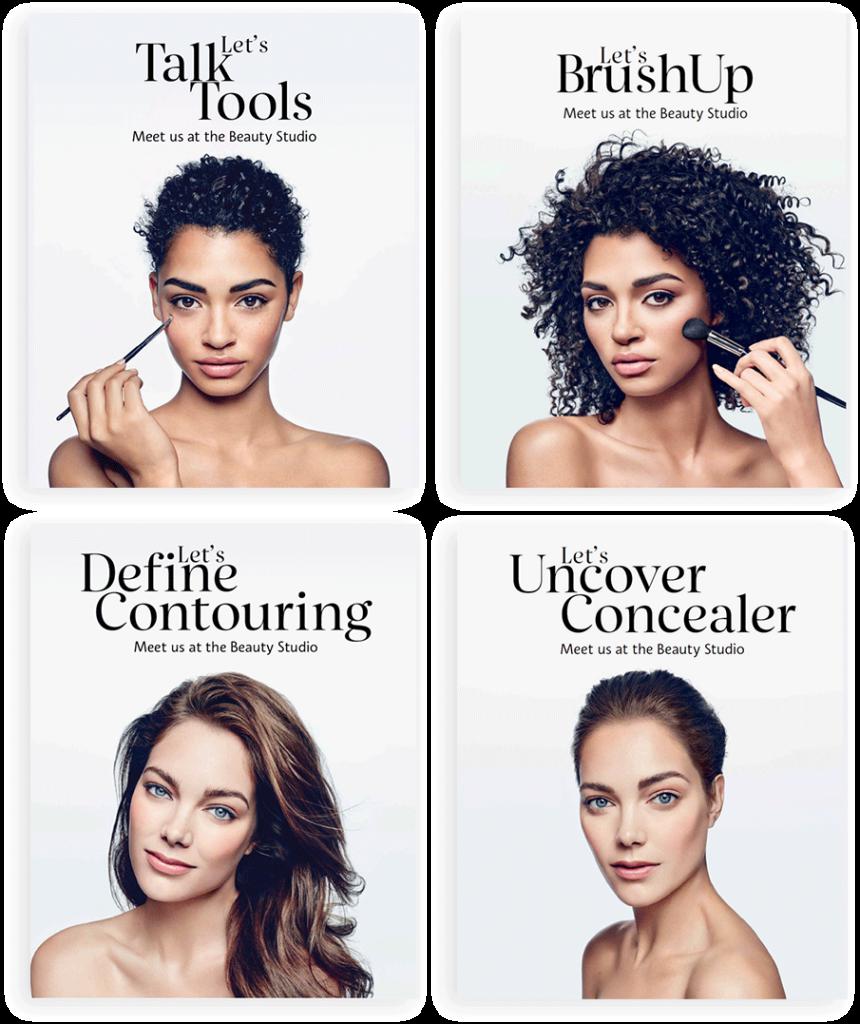 Let's
Talk
Tools
Meet us at the Beauty Studio
Let's
BrushUp
Meet us at the Beauty Studio
Let's
Define
Contouring
Meet us at the Beauty Studio
Let's
Uncover
Concealer
Meet us at the Beauty Studio